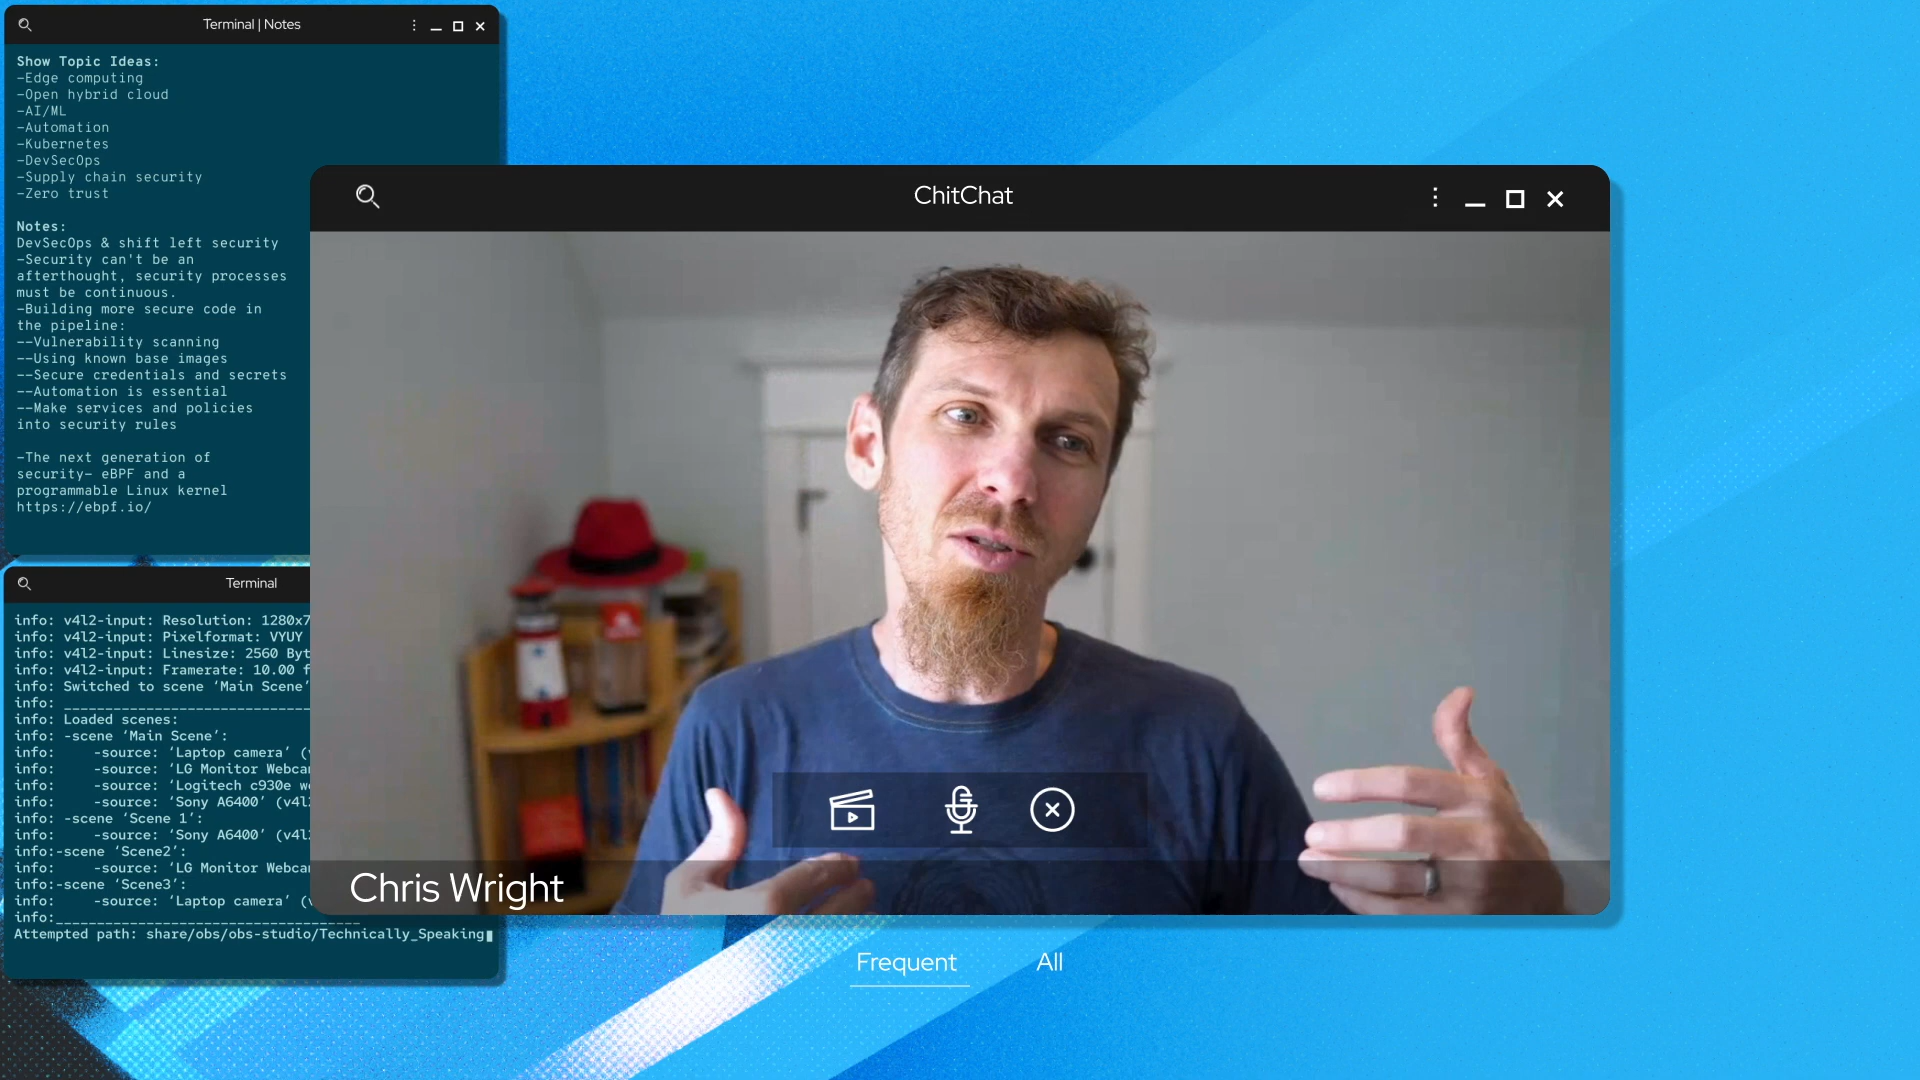 Terminal | Notes
Show Topic Ideas:
-Edge computing
-Open hybrid cloud
-AI/ML
-Automation
-Kubernetes
-DevSecOps
-Supply chain security
-Zero trust
Notes:
DevSecOps & shift left security
-Security can't be an
afterthought, security processes
must be continuous.
-Building more secure code in
the pipeline:
--Vulnerability scanning
--Using known base images
--Secure credentials and secrets
--Automation is essential
--Make services and policies
into security rules
-The next generation of
security- eBPF and a
programmable Linux kernel
https://ebpf.io/
Terminal
info: v4l2-input: Resolution: 1280x7
info: v4l2-input: Pixelformat: VYUY
info: v4l2-input: Linesize: 2560 Byt
info: v4l2-input: Framerate: 10.00 f
info: Switched to scene ‘Main Scene’
info: ______________________________
info: Loaded scenes:
info: -scene ‘Main Scene’:
info: -source: ‘Laptop camera’ (v
info: -source: ‘LG Monitor Webcam
info: -source: ‘Logitech c930e we
info: -source: ‘Sony A6400’ (v4l2
info: -scene ‘Scene 1’:
info: -source: ‘Sony A6400’ (v4l2
info:-scene ‘Scene2’:
info: -source: ‘LG Monitor Webcam
info:-scene ‘Scene3’:
info: -source: ‘Laptop camera’ (v
info:_____________________________________
Attempted path: share/obs/obs-studio/Technically_Speaking
ChitChat
Chris Wright
Frequent
All